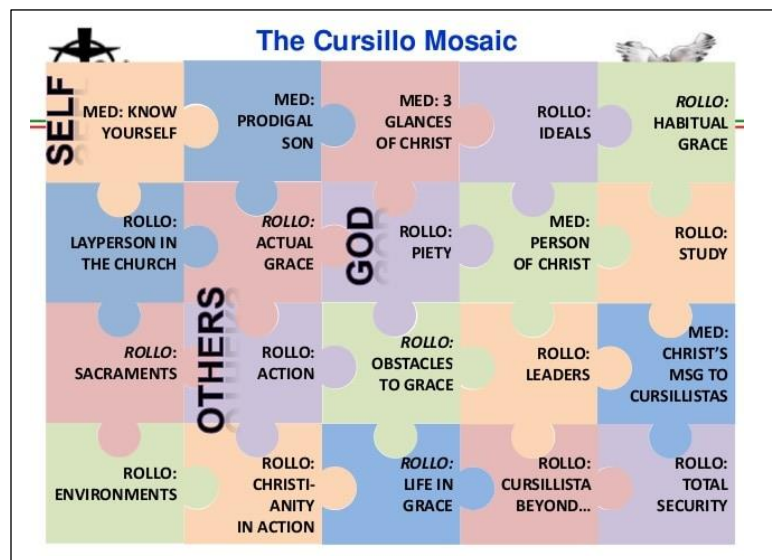 The Cursillo Mosaic
SELF
MED: KNOW
YOURSELF
MED:
PRODIGAL
SON
MED: 3
GLANCES
OF CHRIST
ROLLO:
IDEALS
ROLLO:
HABITUAL
GRACE
ROLLO:
LAYPERSON IN
THE CHURCH
ROLLO:
ACTUAL
GRACE
GOD
ROLLO:
PIETY
MED:
PERSON
OF CHRIST
ROLLO:
STUDY
ROLLO:
SACRAMENTS
OTHERS
ROLLO:
ACTION
ROLLO:
OBSTACLES
TO GRACE
ROLLO:
LEADERS
MED:
CHRIST'S
MSG TO
CURSILLISTAS
ROLLO:
ENVIRONMENTS
ROLLO:
CHRISTI-
ANITY
IN ACTION
ROLLO:
LIFE IN
GRACE
ROLLO:
CURSILLISTA
BEYOND...
ROLLO:
TOTAL
SECURITY